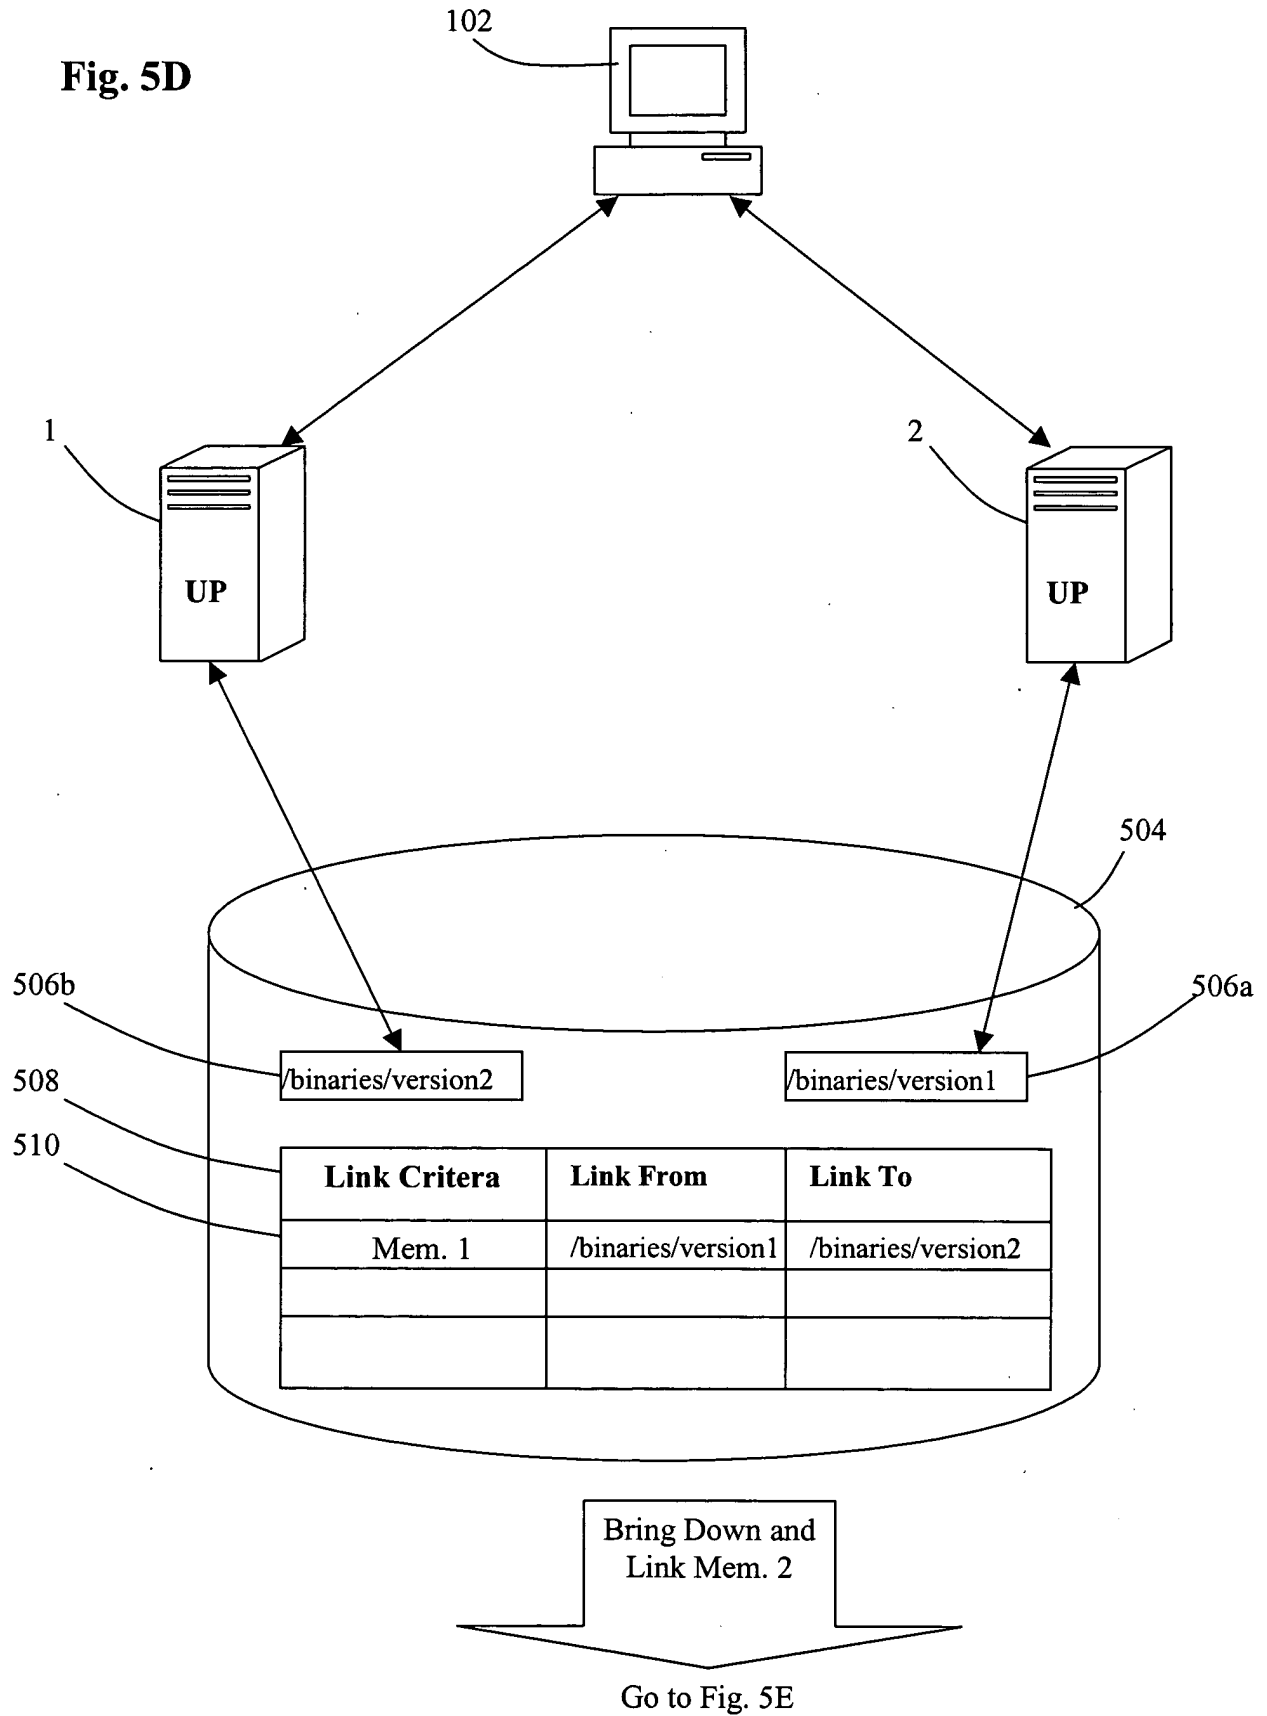 102
Fig. 5D
1
2
UP
UP
504
506b
506a
/binaries/version2
/binaries/version1
508
510
Link Critera
Link From
Link To
Mem. 1
/binaries/version1
/binaries/version2
Bring Down and
Link Mem. 2
Go to Fig. 5E